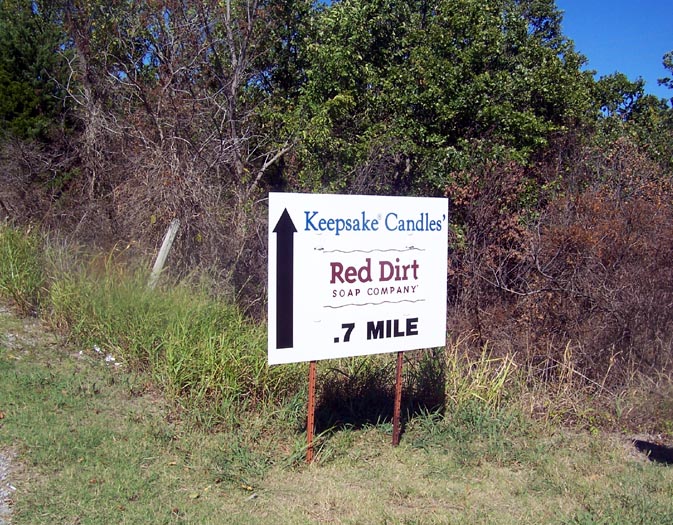 Keepsake® Candles'
Red Dirt
SOAP COMPANY
.7 MILE